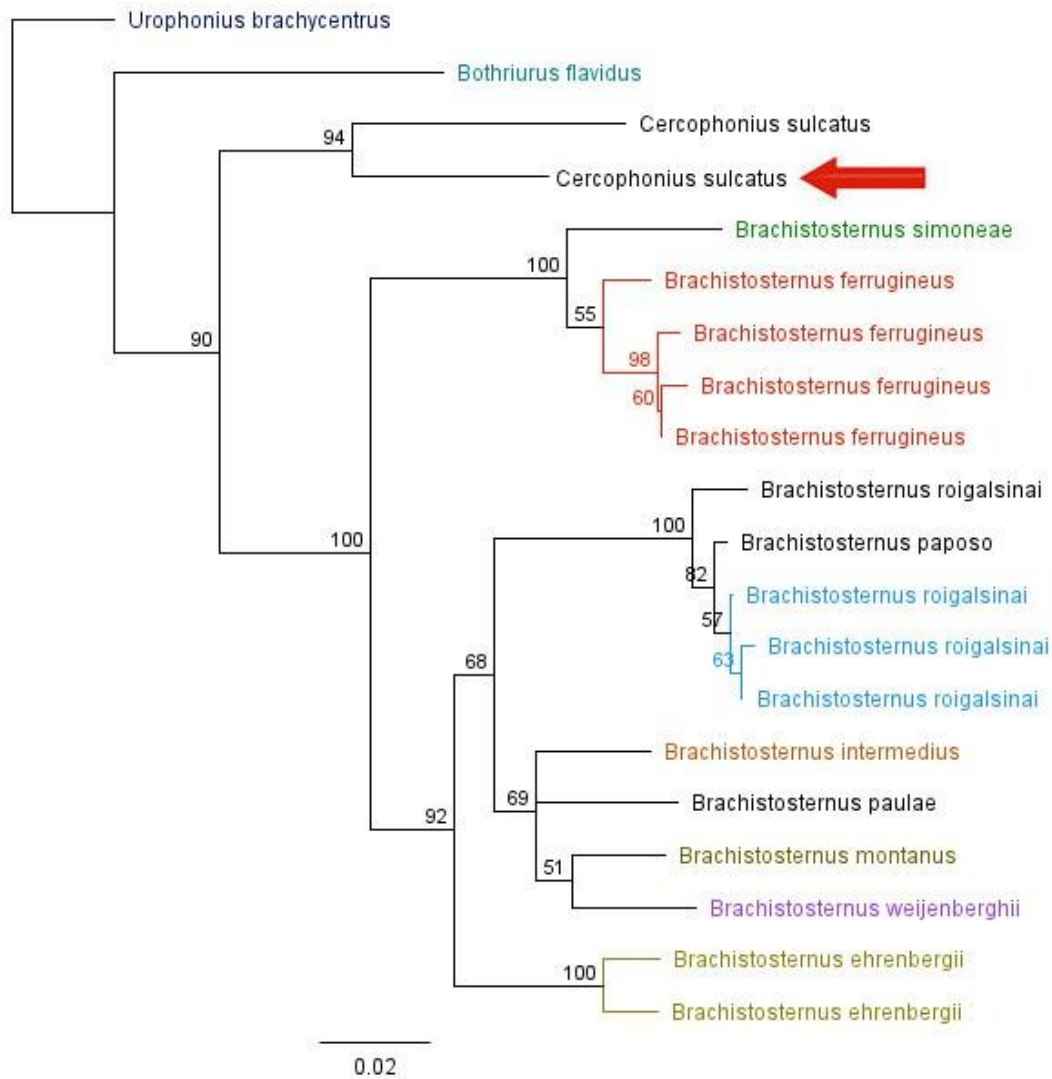 Urophonius brachycentrus
Bothriurus flavidus
Cercophonius sulcatus
94
Cercophonius sulcatus
Brachistosternus simoneae
100
Brachistosternus ferrugineus
55
Brachistosternus ferrugineus
90
98
Brachistosternus ferrugineus
60
Brachistosternus ferrugineus
Brachistosternus roigalsinai
100
100
Brachistosternus paposo
82
Brachistosternus roigalsinai
57
Brachistosternus roigalsinai
68
63
Brachistosternus roigalsinai
Brachistosternus intermedius
69
Brachistosternus paulae
92
Brachistosternus montanus
51
Brachistosternus weijenberghii
Brachistosternus ehrenbergii
100
Brachistosternus ehrenbergii
0.02